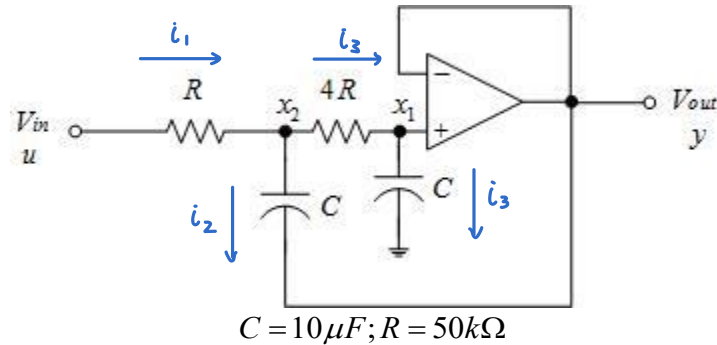 i₁ i₃
R 4R
x₂ x₁ − Vout
Vin + y
u
C C i₃
i₂
C = 10μF; R = 50kΩ